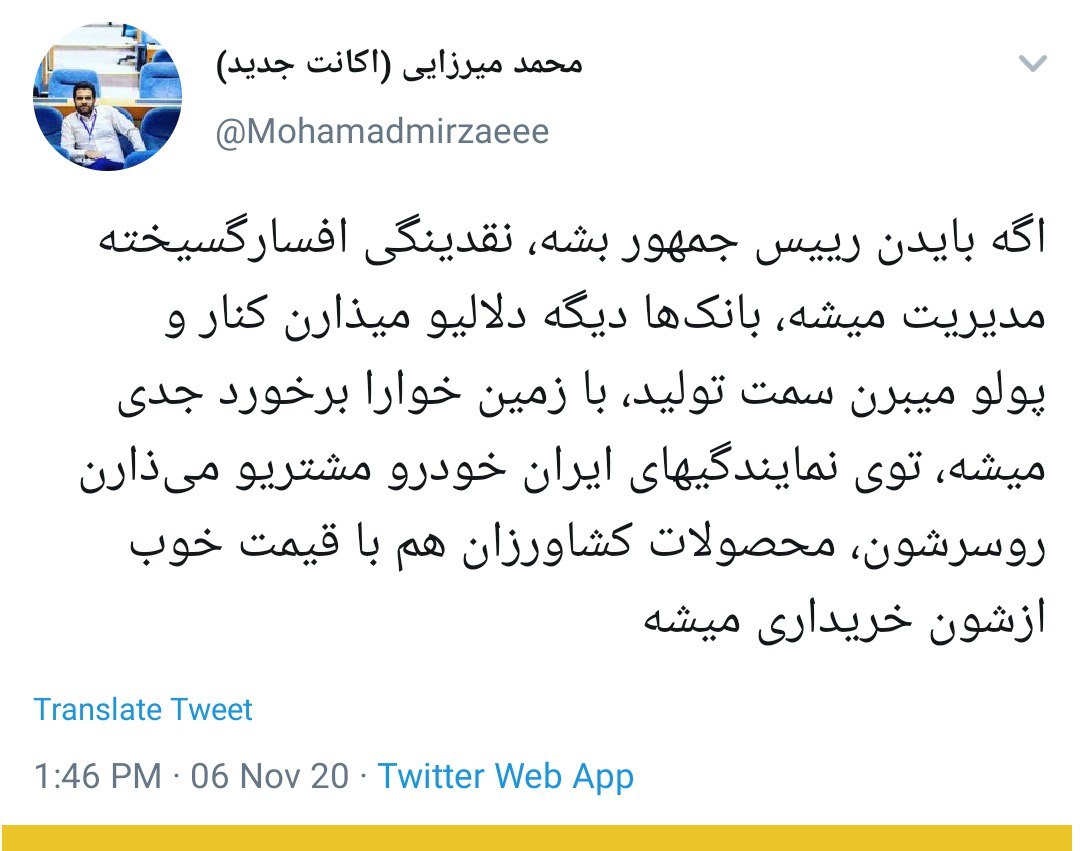 محمد میرزایی (اکانت جدید)
@Mohamadmirzaeee
اگه بایدن رییس جمهور بشه، نقدینگی افسارگسیخته
مدیریت میشه، بانک‌ها دیگه دلالیو میذارن کنار و
پولو میبرن سمت تولید، با زمین خوارا برخورد جدی
میشه، توی نمایندگیهای ایران خودرو مشتریو می‌ذارن
روسرشون، محصولات کشاورزان هم با قیمت خوب
ازشون خریداری میشه
Translate Tweet
1:46 PM · 06 Nov 20 · Twitter Web App